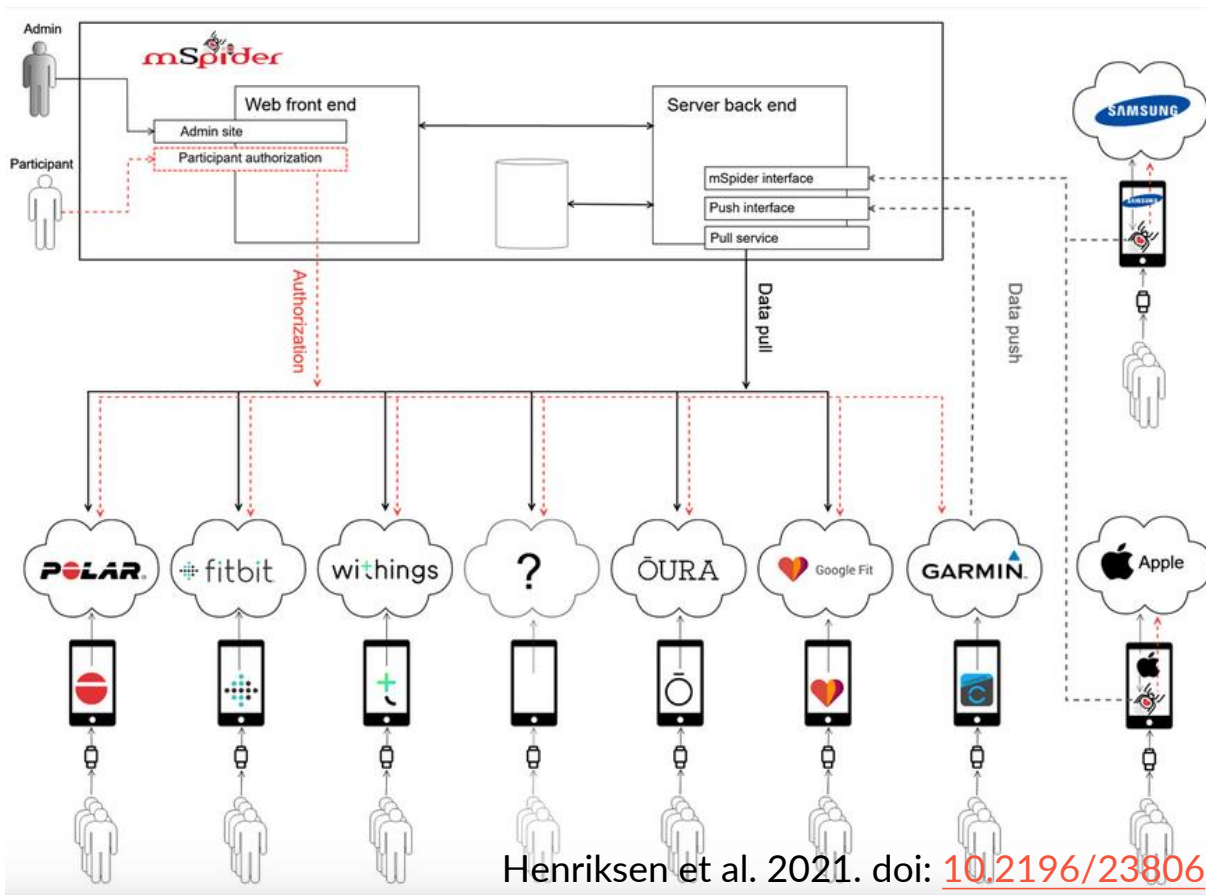 Admin
mSpider
Web front end
Server back end
Admin site
Participant authorization
Participant
mSpider interface
Push interface
Pull service
SAMSUNG
SAMSUNG
Authorization
Data pull
Data push
POLAR
fitbit
withings
?
ŌURA
Google Fit
GARMIN
Apple
Henriksen et al. 2021. doi: 10.2196/23806